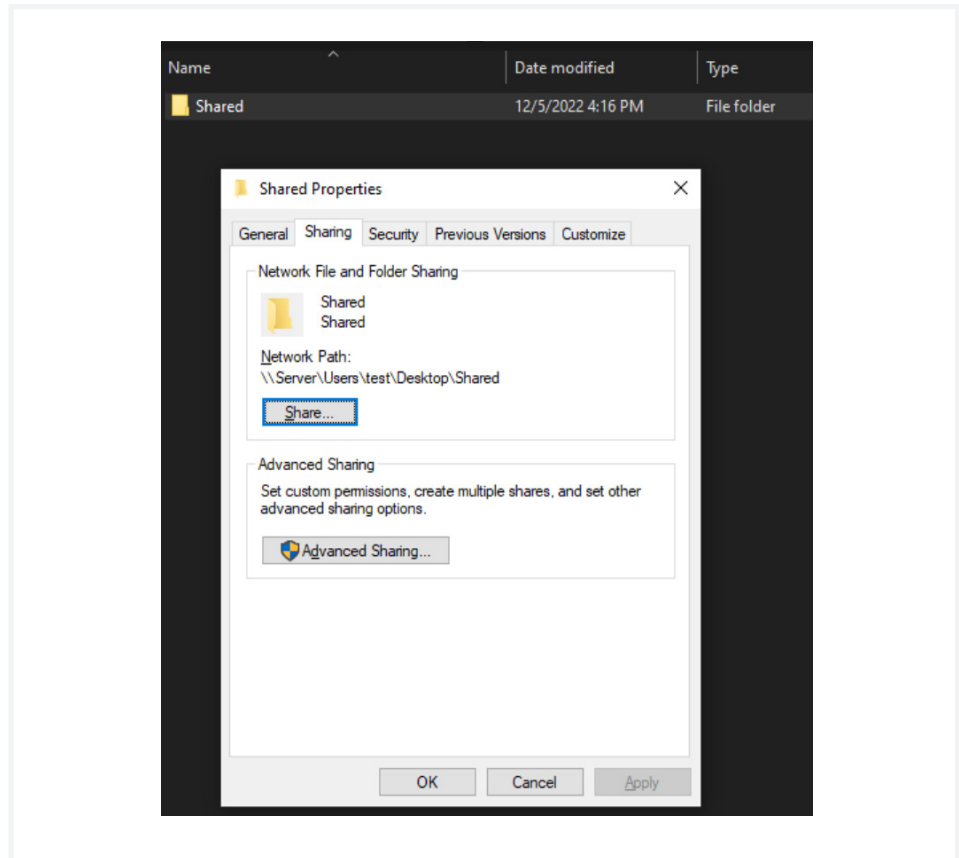 Name Date modified Type
Shared 12/5/2022 4:16 PM File folder
Shared Properties
General Sharing Security Previous Versions Customize
Network File and Folder Sharing
Shared
Shared
Network Path:
\\Server\Users\test\Desktop\Shared
Share...
Advanced Sharing
Set custom permissions, create multiple shares, and set other
advanced sharing options.
Advanced Sharing...
OK Cancel Apply